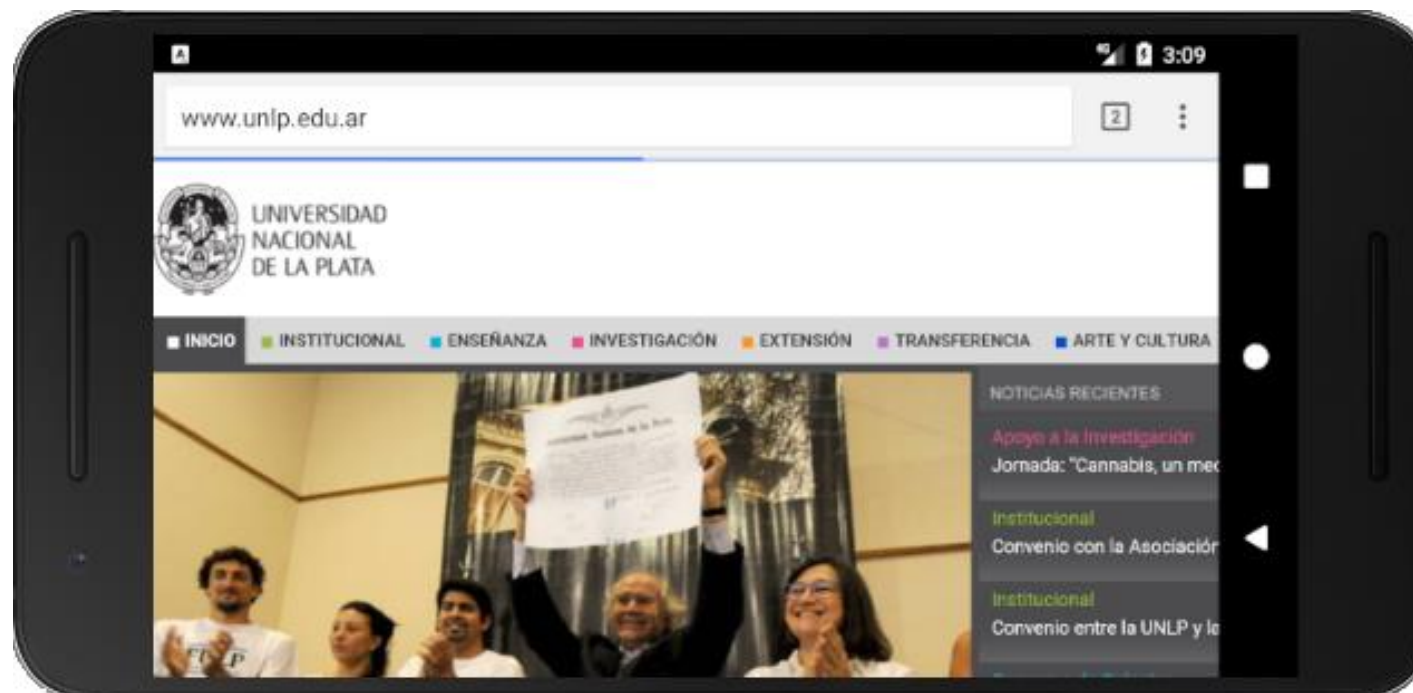 4G 3:09
www.unlp.edu.ar
2
UNIVERSIDAD
NACIONAL
DE LA PLATA
INICIO INSTITUCIONAL ENSEÑANZA INVESTIGACIÓN EXTENSIÓN TRANSFERENCIA ARTE Y CULTURA
NOTICIAS RECIENTES
Apoyo a la Investigación
Jornada: "Cannabis, un med
Institucional
Convenio con la Asociación
Institucional
Convenio entre la UNLP y la